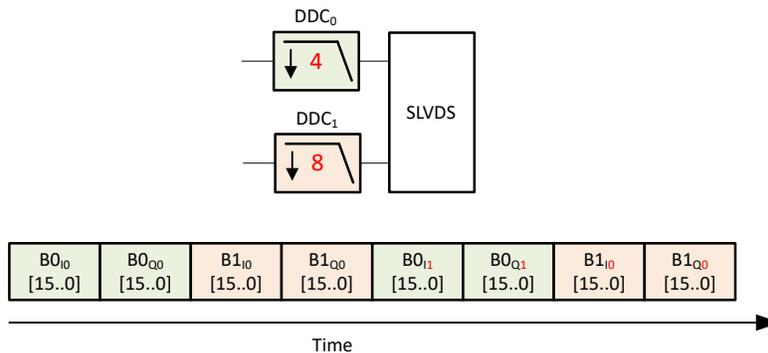 DDC₀
4
SLVDS
DDC₁
8
B0I0 B0Q0 B1I0 B1Q0 B0I1 B0Q1 B1I0 B1Q0
[15..0] [15..0] [15..0] [15..0] [15..0] [15..0] [15..0] [15..0]
Time